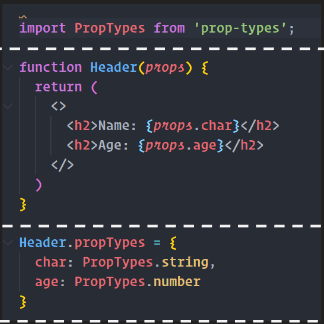 import PropTypes from 'prop-types';
function Header(props) {
return (
<>
<h2>Name: {props.char}</h2>
<h2>Age: {props.age}</h2>
</>
)
}
Header.propTypes = {
char: PropTypes.string,
age: PropTypes.number
}